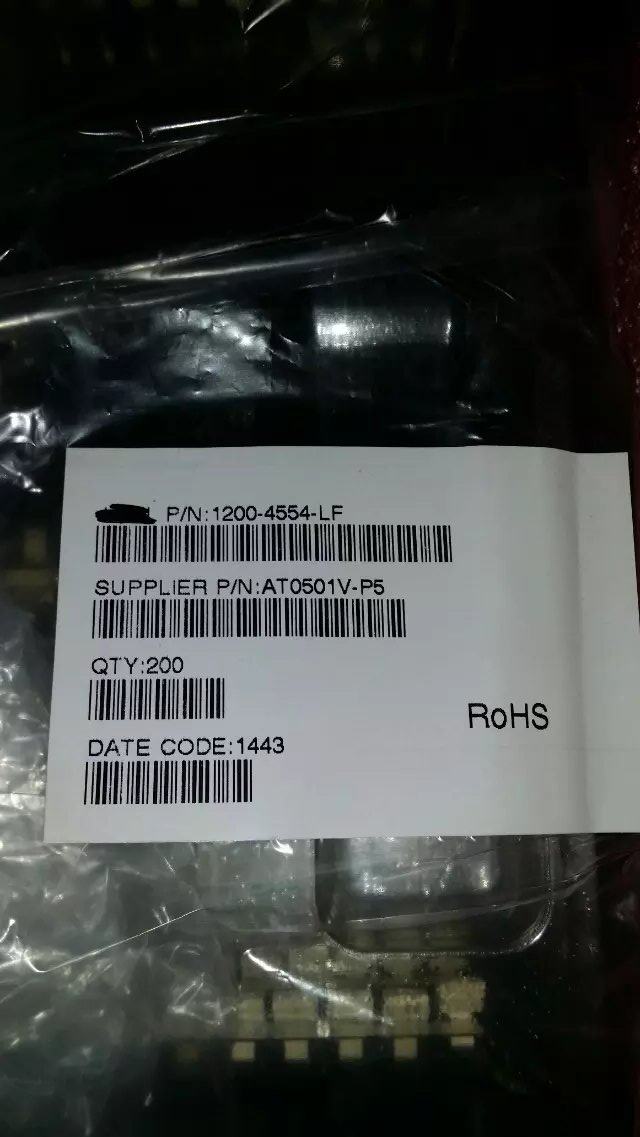 P/N:1200-4554-LF
SUPPLIER P/N:AT0501V-P5
QTY:200
RoHS
DATE CODE:1443